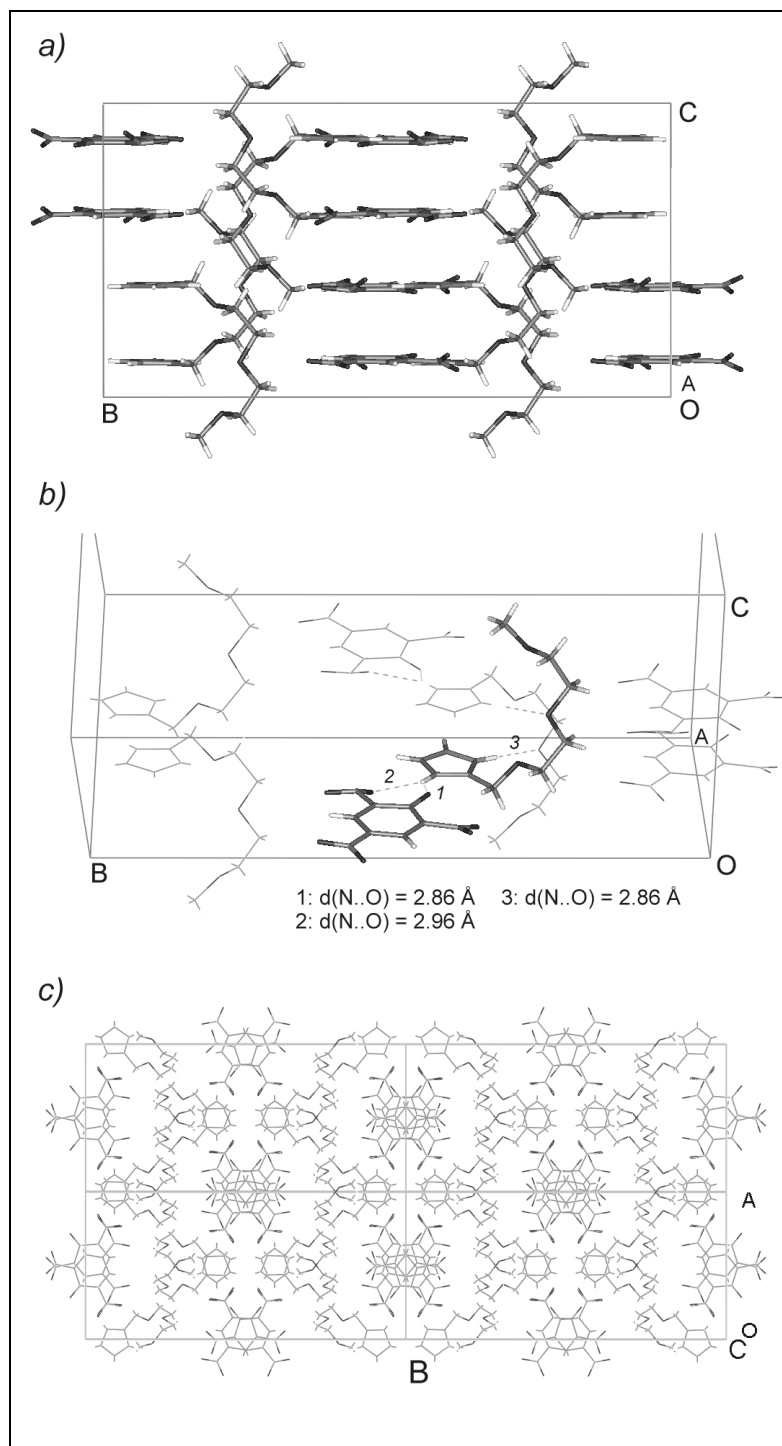 a)
C
A
B
O
b)
C
A
3
2
1
B
O
1: d(N..O) = 2.86 Å 3: d(N..O) = 2.86 Å
2: d(N..O) = 2.96 Å
c)
A
O
C
B